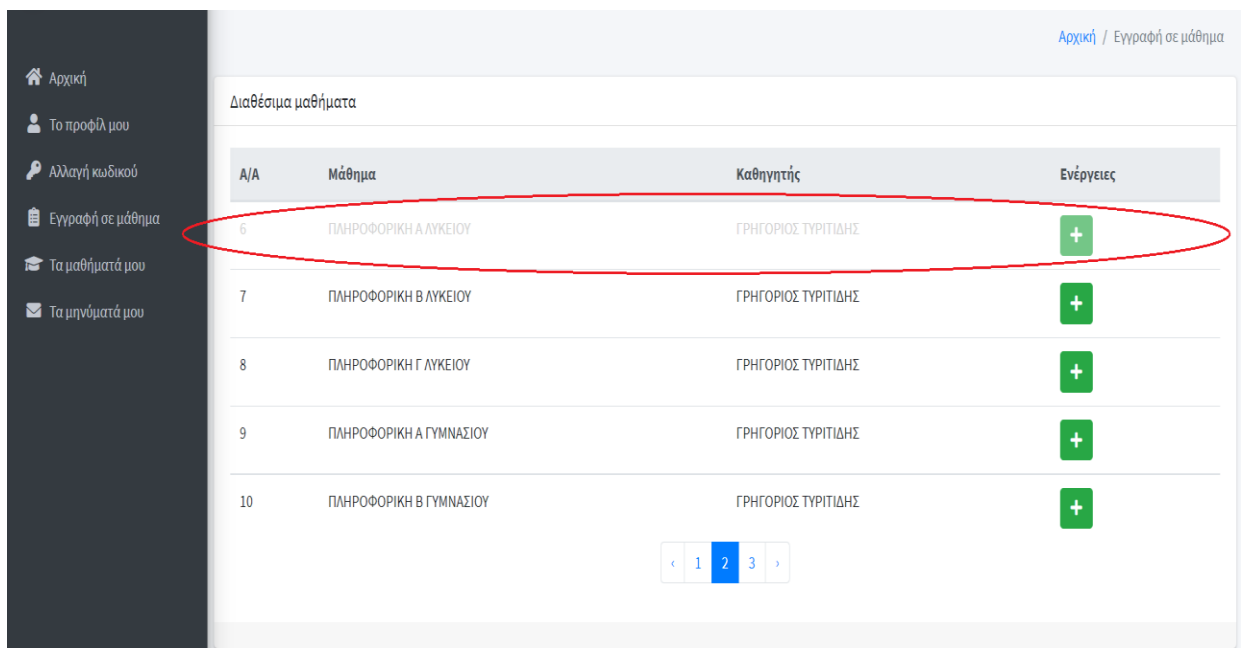 Αρχική / Εγγραφή σε μάθημα
Αρχική
Το προφίλ μου
Αλλαγή κωδικού
Εγγραφή σε μάθημα
Τα μαθήματά μου
Τα μηνύματά μου
Διαθέσιμα μαθήματα
Α/Α Μάθημα Καθηγητής Ενέργειες
6 ΠΛΗΡΟΦΟΡΙΚΗ Α ΛΥΚΕΙΟΥ ΓΡΗΓΟΡΙΟΣ ΤΥΡΙΤΙΔΗΣ +
7 ΠΛΗΡΟΦΟΡΙΚΗ Β ΛΥΚΕΙΟΥ ΓΡΗΓΟΡΙΟΣ ΤΥΡΙΤΙΔΗΣ +
8 ΠΛΗΡΟΦΟΡΙΚΗ Γ ΛΥΚΕΙΟΥ ΓΡΗΓΟΡΙΟΣ ΤΥΡΙΤΙΔΗΣ +
9 ΠΛΗΡΟΦΟΡΙΚΗ Α ΓΥΜΝΑΣΙΟΥ ΓΡΗΓΟΡΙΟΣ ΤΥΡΙΤΙΔΗΣ +
10 ΠΛΗΡΟΦΟΡΙΚΗ Β ΓΥΜΝΑΣΙΟΥ ΓΡΗΓΟΡΙΟΣ ΤΥΡΙΤΙΔΗΣ +
‹ 1 2 3 ›